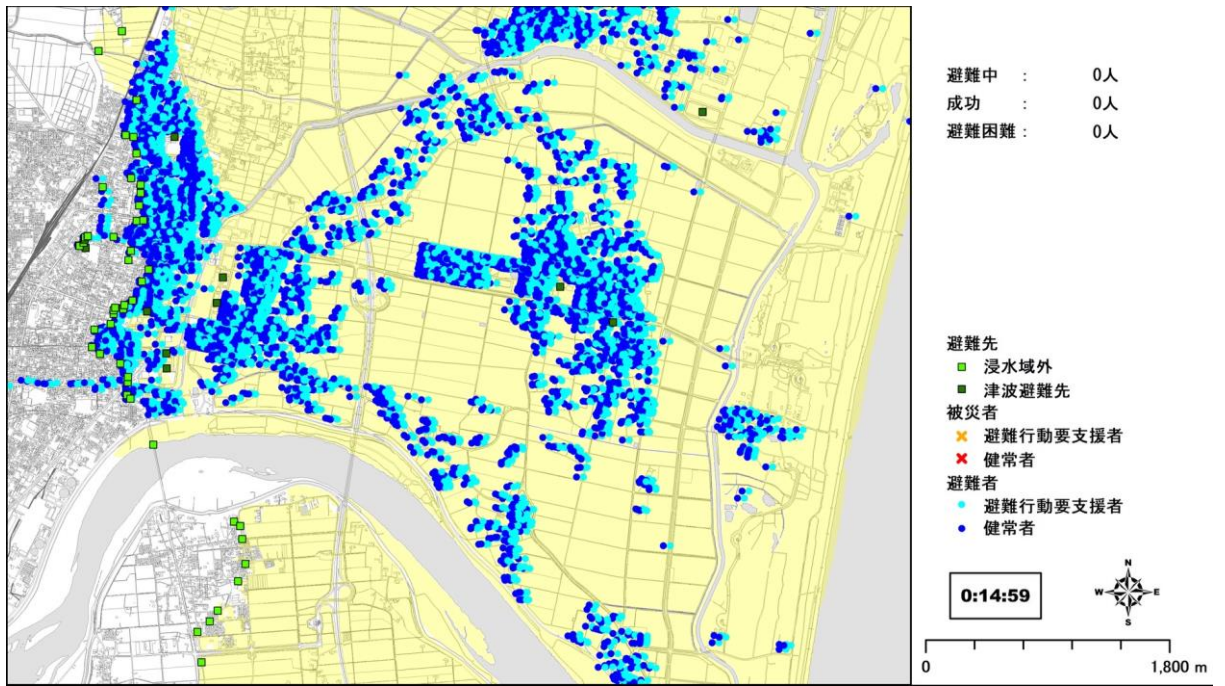 避難中 : 0人
成功 : 0人
避難困難 : 0人
避難先
浸水域外
津波避難先
被災者
避難行動要支援者
健常者
避難者
避難行動要支援者
健常者
0:14:59
N
W E
S
0 1,800 m